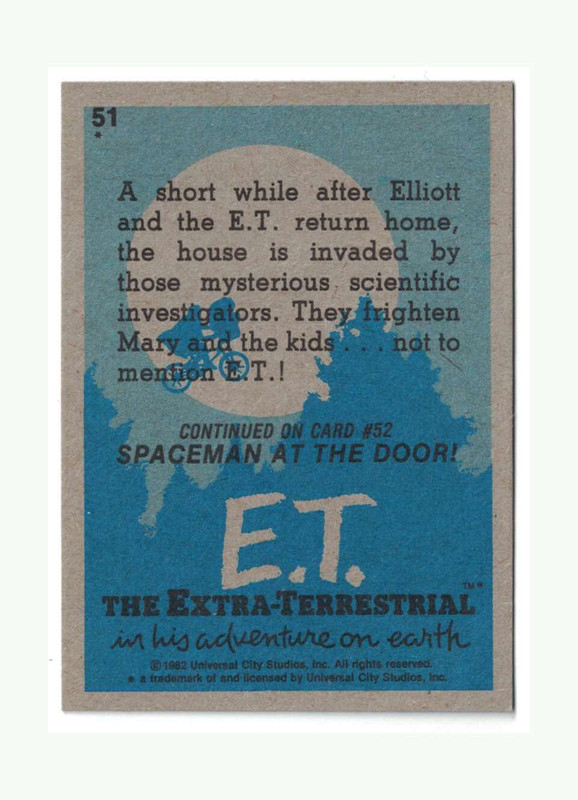 51
*
A short while after Elliott
and the E.T. return home,
the house is invaded by
those mysterious scientific
investigators. They frighten
Mary and the kids . . . not to
mention E.T.!
CONTINUED ON CARD #52
SPACEMAN AT THE DOOR!
E.T.
THE EXTRA-TERRESTRIAL ™*
in his adventure on earth
© 1982 Universal City Studios, Inc. All rights reserved.
* a trademark of and licensed by Universal City Studios, Inc.